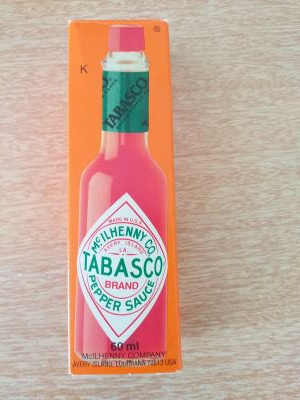 ®
K
TABASCO
MADE IN U.S.A.
McILHENNY CO.
AVERY ISLAND
LA.
TABASCO
BRAND
PEPPER SAUCE
60 ml
McILHENNY COMPANY
AVERY ISLAND, LOUISIANA 70513 USA